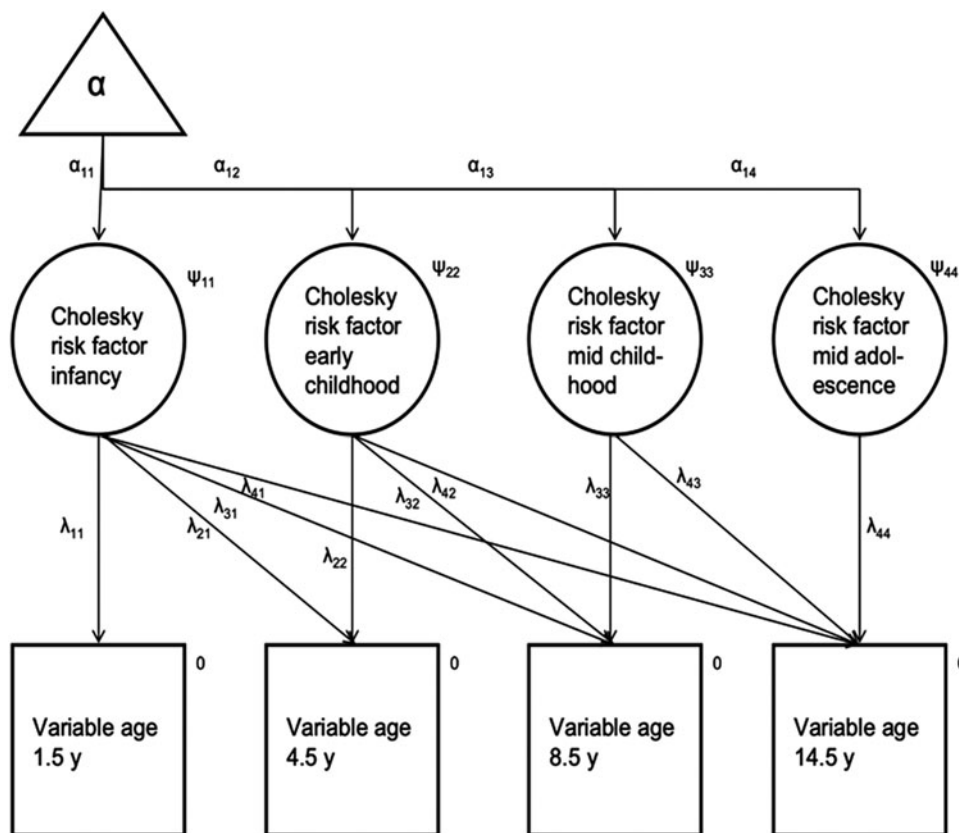 α
α₁₁
α₁₂
α₁₃
α₁₄
Ψ₁₁
Ψ₂₂
Ψ₃₃
Ψ₄₄
Cholesky
risk factor
infancy
Cholesky
risk factor
early
childhood
Cholesky
risk factor
mid child-
hood
Cholesky
risk factor
mid adol-
escence
λ₁₁
λ₂₁
λ₃₁
λ₄₁
λ₂₂
λ₃₂
λ₄₂
λ₃₃
λ₄₃
λ₄₄
0
0
0
0
Variable age
1.5 y
Variable age
4.5 y
Variable age
8.5 y
Variable age
14.5 y